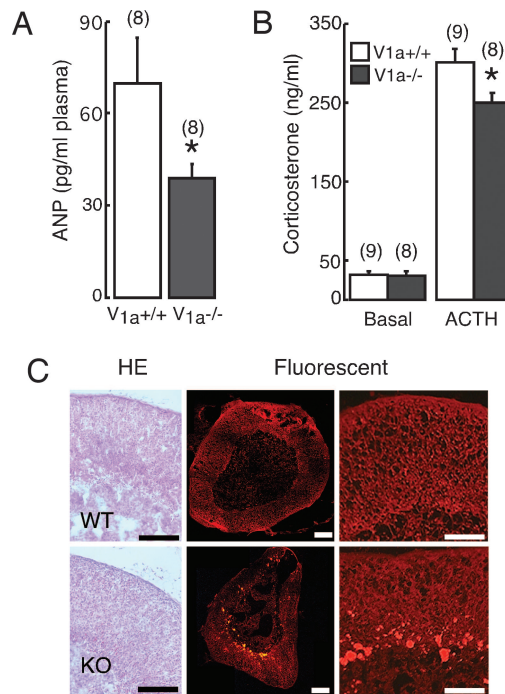 A
(8)
90
60
30
0
ANP (pg/ml plasma)
(8)
*
V1a+/+ V1a-/-
B
V1a+/+
V1a-/-
(9)
(8)
*
350
250
150
50
0
Corticosterone (ng/ml)
(9) (8)
Basal ACTH
C
HE Fluorescent
WT
KO